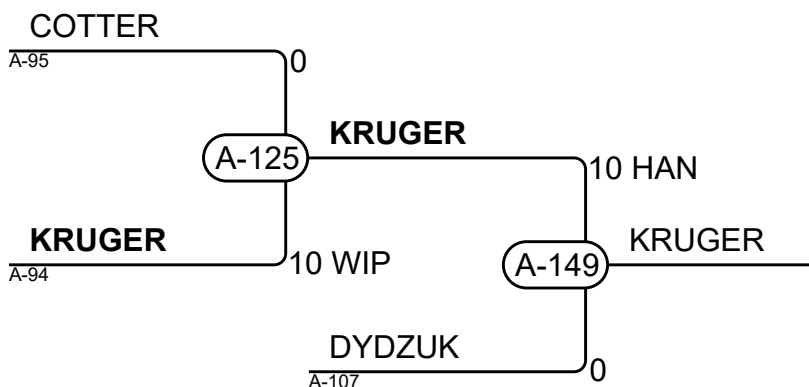 COTTER
A-95
0
KRUGER
A-125
10 HAN
KRUGER
A-94
10 WIP
A-149
KRUGER
DYDZUK
A-107
0